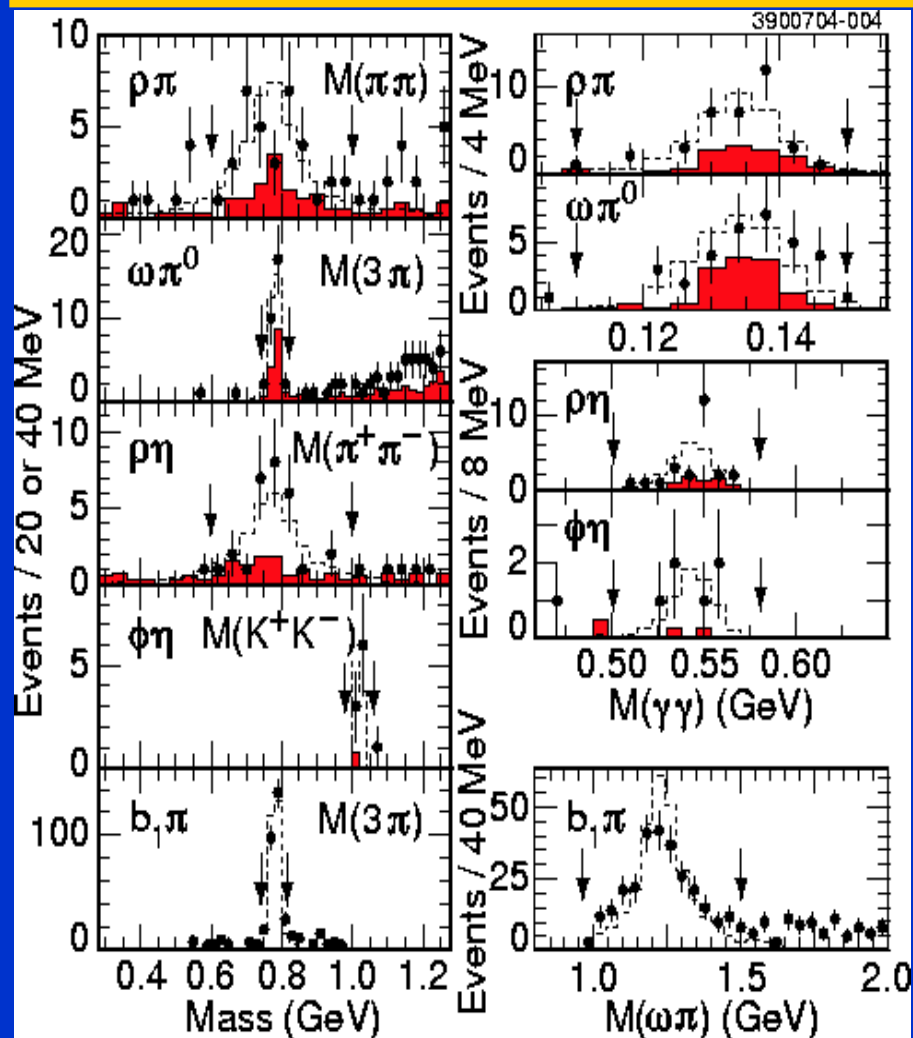 3900704-004
Events / 20 or 40 MeV
10
5
0
ρπ
M(ππ)
20
10
0
ωπ⁰
M(3π)
10
5
0
ρη
M(π⁺π⁻)
5
0
φη
M(K⁺K⁻)
100
0
b₁π
M(3π)
0.4 0.6 0.8 1.0 1.2
Mass (GeV)
Events / 4 MeV
10
0
ρπ
5
0
ωπ⁰
0.12 0.14
Events / 8 MeV
10
0
ρη
2
0
φη
0.50 0.55 0.60
M(γγ) (GeV)
Events / 40 MeV
50
25
0
b₁π
1.0 1.5 2.0
M(ωπ) (GeV)